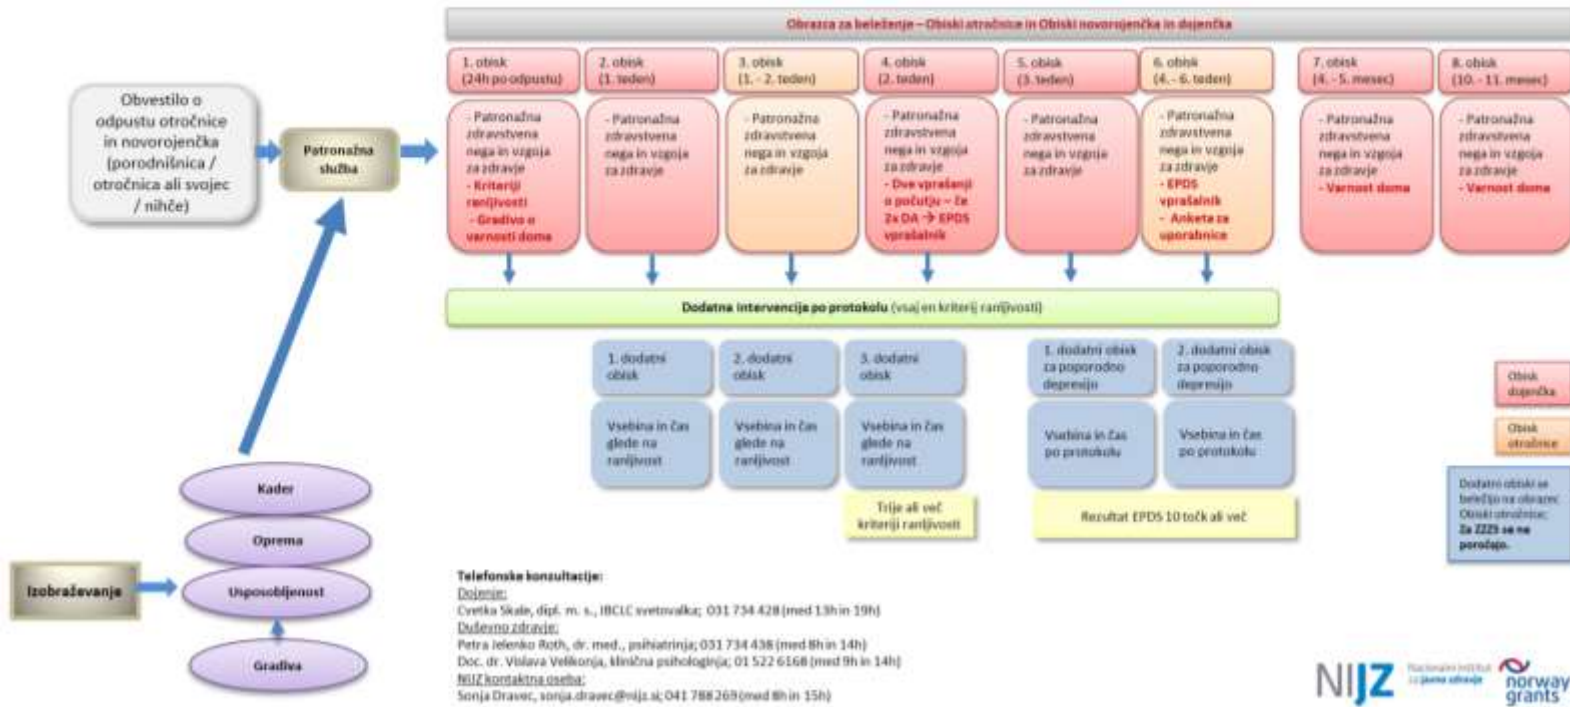 Obrazca za beleženje – Obiski otročnice in Obiski novorojenčka in dojenčka
1. obisk
(24h po odpustu)
2. obisk
(1. teden)
3. obisk
(1. - 2. teden)
4. obisk
(2. teden)
5. obisk
(3. teden)
6. obisk
(4. - 6. teden)
7. obisk
(4. - 5. mesec)
8. obisk
(10. - 11. mesec)
Obvestilo o
odpustu otročnice
in novorojenčka
(porodnišnica /
otročnica ali svojec
/ nihče)
Patronažna
služba
- Patronažna
zdravstvena
nega in vzgoja
za zdravje
- Kriteriji
ranljivosti
- Gradivo o
varnosti doma
- Patronažna
zdravstvena
nega in vzgoja
za zdravje
- Patronažna
zdravstvena
nega in vzgoja
za zdravje
- Patronažna
zdravstvena
nega in vzgoja
za zdravje
- Dve vprašanji
o počutju – če
2x DA → EPDS
vprašalnik
- Patronažna
zdravstvena
nega in vzgoja
za zdravje
- Patronažna
zdravstvena
nega in vzgoja
za zdravje
- EPDS
vprašalnik
- Anketa za
uporabnice
- Patronažna
zdravstvena
nega in vzgoja
za zdravje
- Varnost doma
- Patronažna
zdravstvena
nega in vzgoja
za zdravje
- Varnost doma
Dodatna intervencija po protokolu (vsaj en kriterij ranljivosti)
1. dodatni
obisk
2. dodatni
obisk
3. dodatni
obisk
1. dodatni obisk
za poporodno
depresijo
2. dodatni obisk
za poporodno
depresijo
Vsebina in čas
glede na
ranljivost
Vsebina in čas
glede na
ranljivost
Vsebina in čas
glede na
ranljivost
Vsebina in čas
po protokolu
Vsebina in čas
po protokolu
Trije ali več
kriteriji ranljivosti
Rezultat EPDS 10 točk ali več
Obisk
dojenčka
Obisk
otročnice
Dodatni obiski se
beležijo na obrazec
Obiski otročnice;
Za ZZZS se ne
poročajo.
Kader
Oprema
Usposobljenost
Gradiva
Izobraževanje
Telefonske konsultacije:
Dojenje:
Cvetka Skale, dipl. m. s., IBCLC svetovalka; 031 734 428 (med 13h in 19h)
Duševno zdravje:
Petra Jelenko Roth, dr. med., psihiatrinja; 031 734 438 (med 8h in 14h)
Doc. dr. Vislava Velikonja, klinična psihologinja; 01 522 6168 (med 9h in 14h)
NIJZ kontaktna oseba:
Sonja Dravec, sonja.dravec@nijz.si; 041 788 269 (med 8h in 15h)
NIJZ
Nacionalni inštitut
za javno zdravje
norway
grants